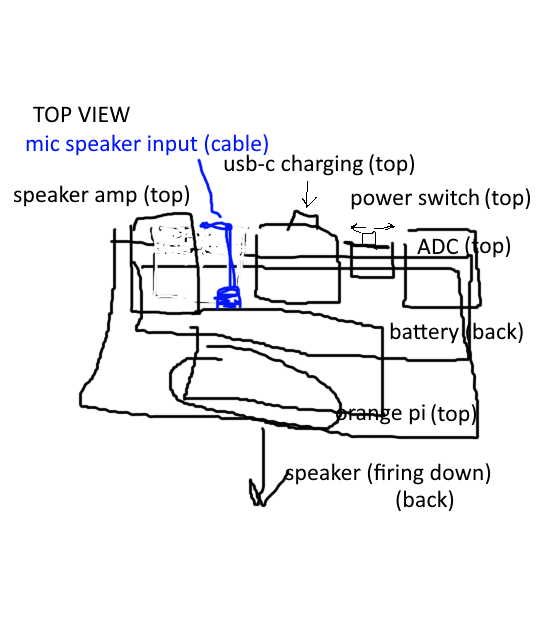 TOP VIEW
mic speaker input (cable)
usb-c charging (top)
speaker amp (top)
power switch (top)
ADC (top)
battery (back)
orange pi (top)
speaker (firing down)
(back)